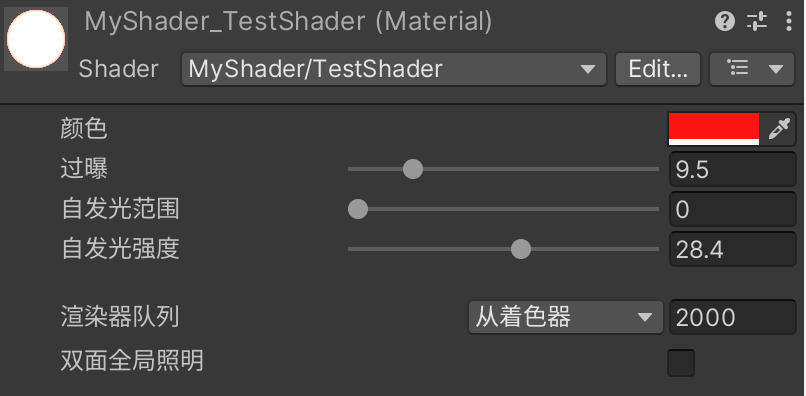 MyShader_TestShader (Material)
Shader MyShader/TestShader Edit...
颜色
过曝 9.5
自发光范围 0
自发光强度 28.4
渲染器队列 从着色器 2000
双面全局照明